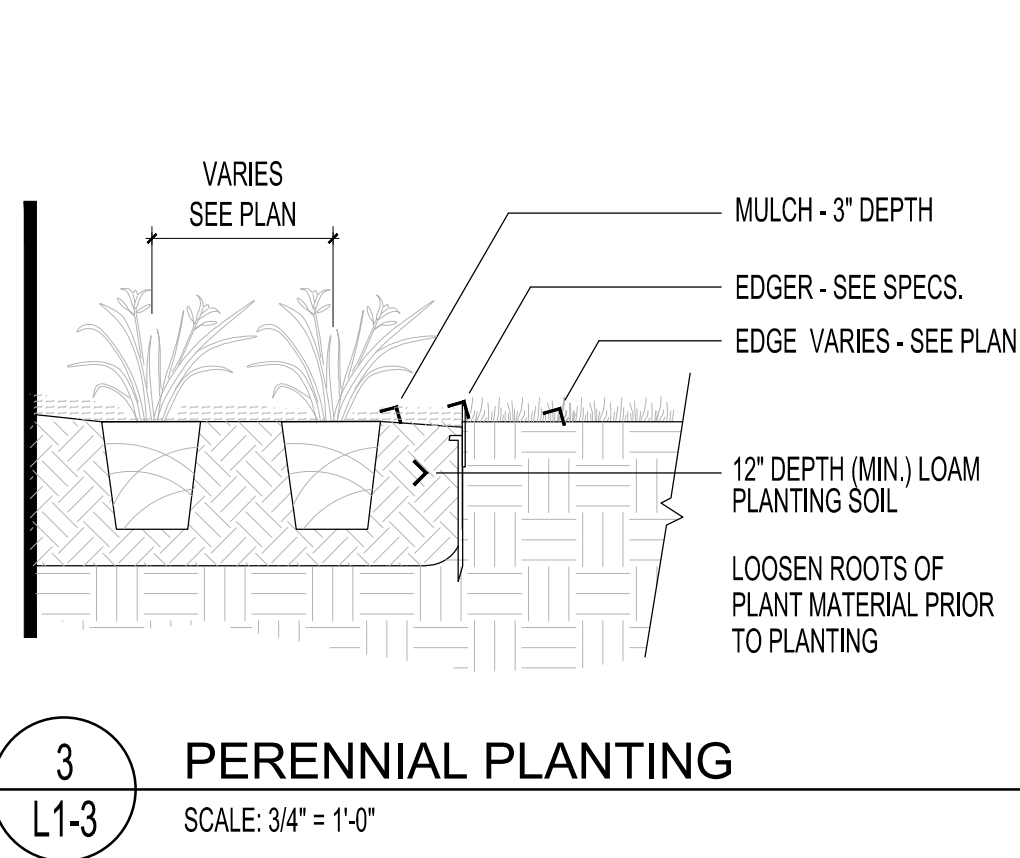 VARIES
SEE PLAN
MULCH - 3" DEPTH
EDGER - SEE SPECS.
EDGE VARIES - SEE PLAN
12" DEPTH (MIN.) LOAM
PLANTING SOIL
LOOSEN ROOTS OF
PLANT MATERIAL PRIOR
TO PLANTING
3
L1-3
PERENNIAL PLANTING
SCALE: 3/4" = 1'-0"